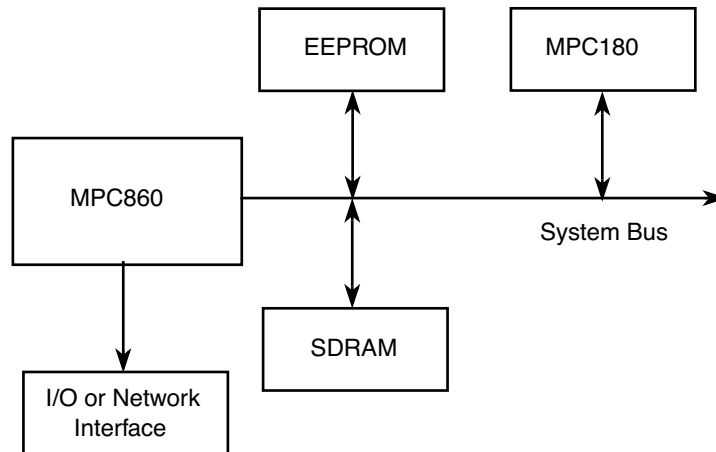 EEPROM
MPC180
MPC860
System Bus
SDRAM
I/O or Network
Interface